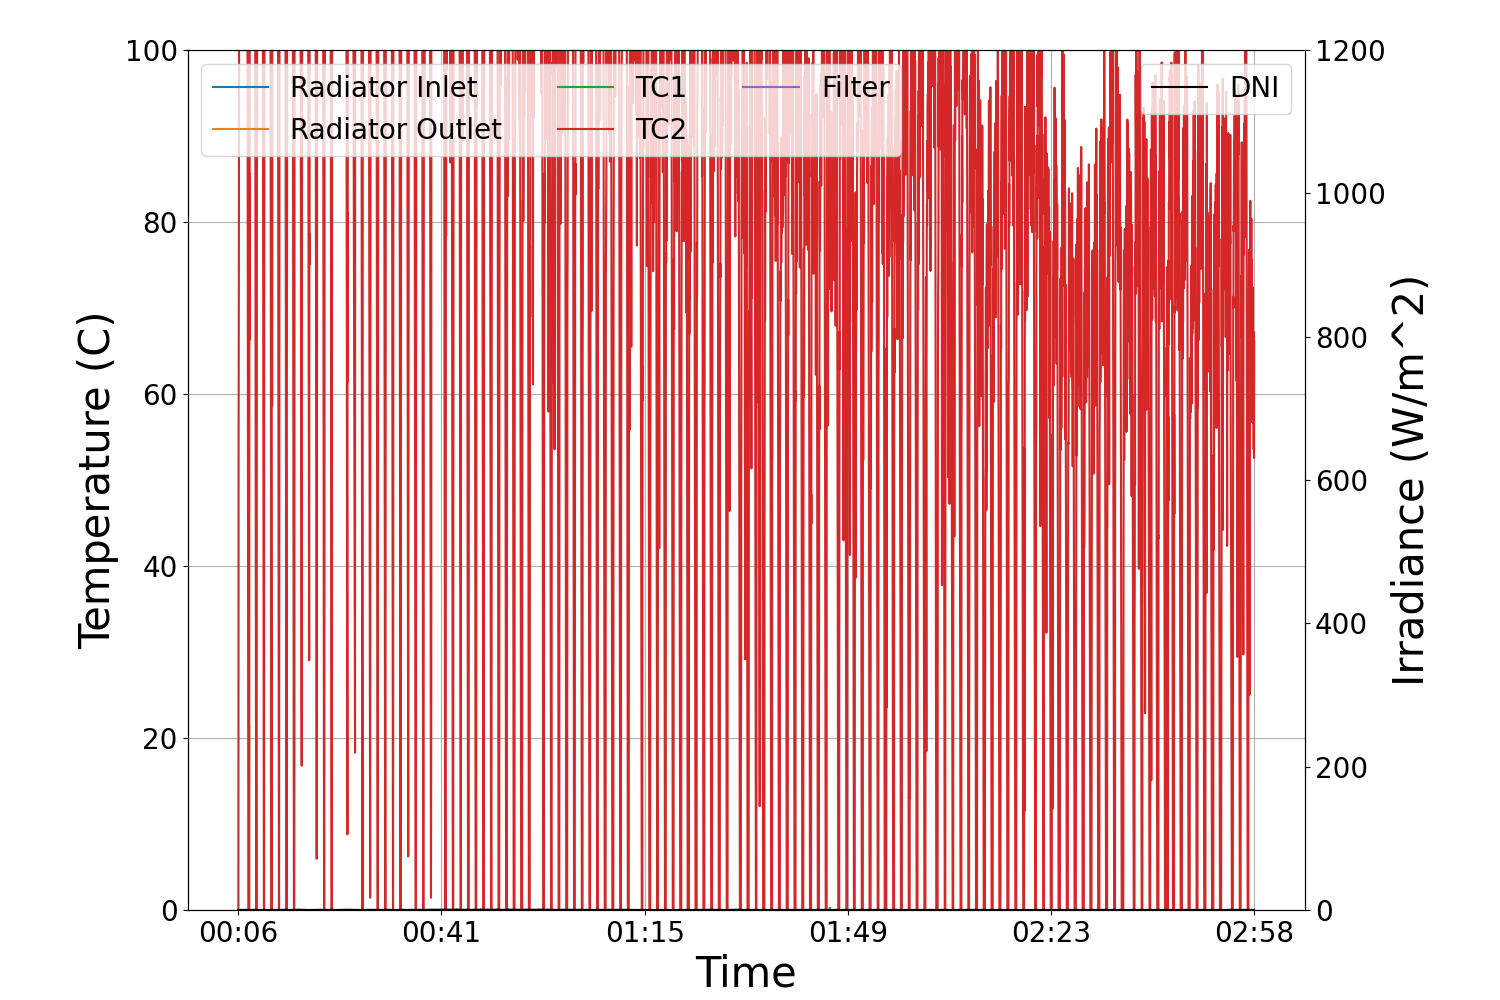 Radiator Inlet
Radiator Outlet
TC1
TC2
Filter
DNI
Temperature (C)
100
80
60
40
20
0
Irradiance (W/m^2)
1200
1000
800
600
400
200
0
00:06
00:41
01:15
01:49
02:23
02:58
Time